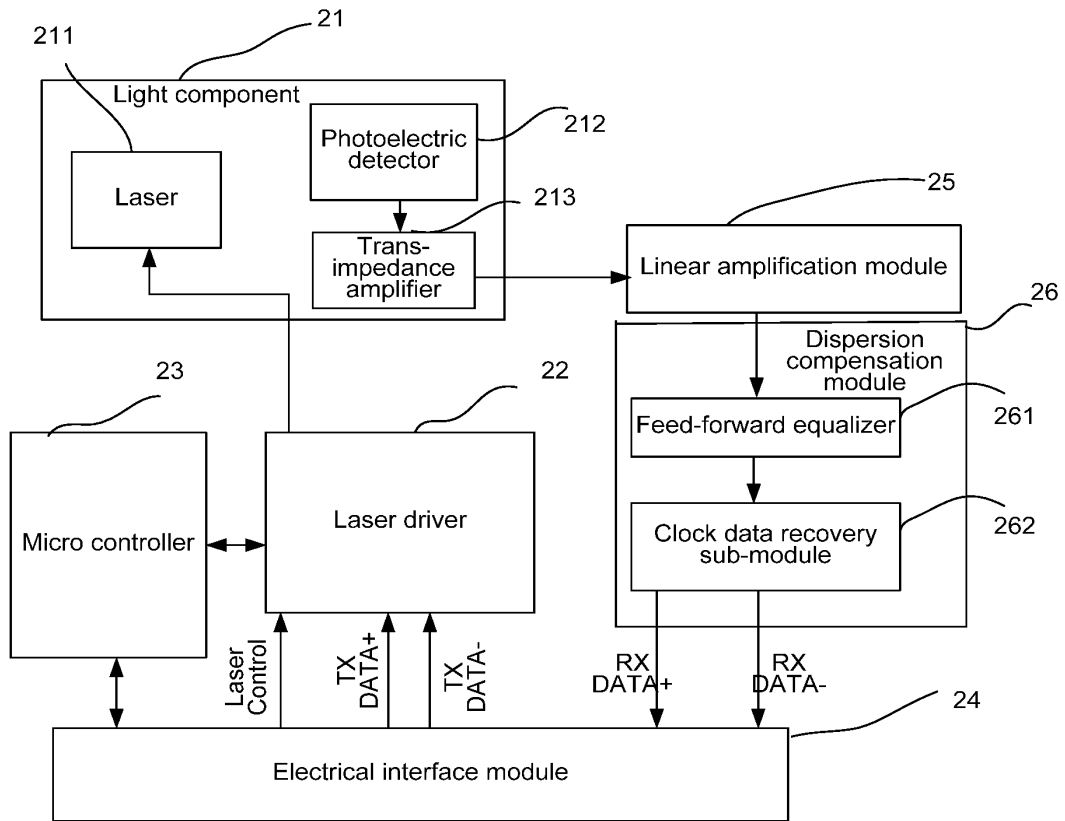 21
211
Light component
Photoelectric
detector
212
Laser
213
Trans-
impedance
amplifier
25
Linear amplification module
26
Dispersion
compensation
module
Feed-forward equalizer
261
Clock data recovery
sub-module
262
23
22
Micro controller
Laser driver
Laser
Control
TX
DATA+
TX
DATA-
RX
DATA+
RX
DATA-
24
Electrical interface module